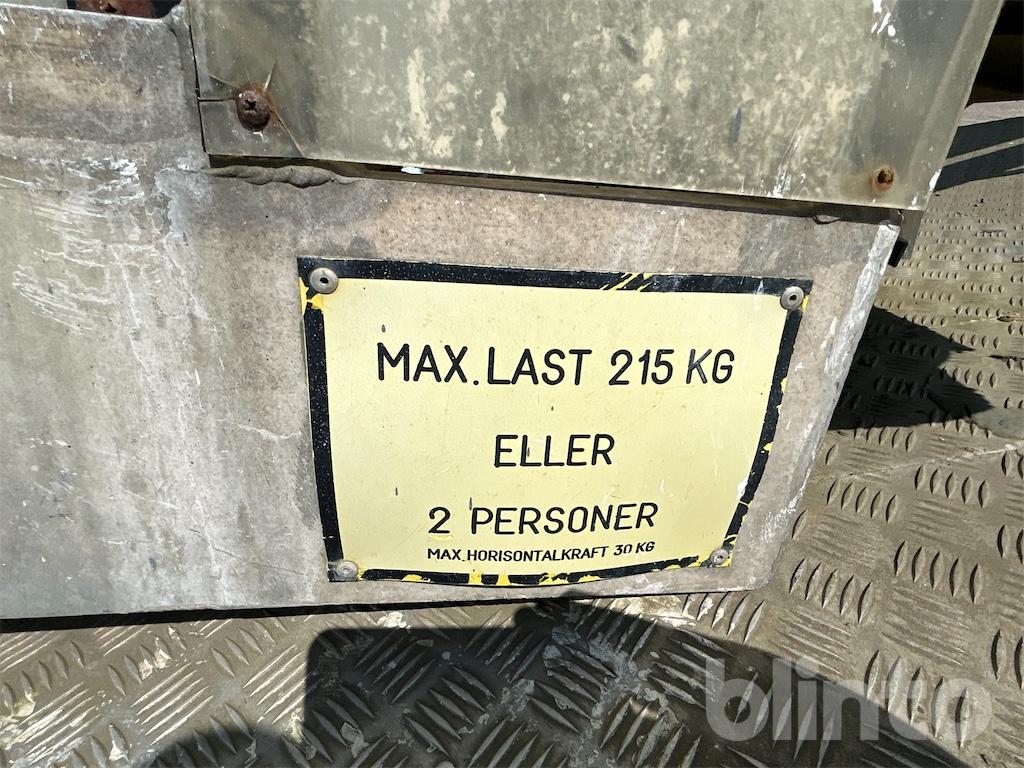 MAX. LAST 215 KG
ELLER
2 PERSONER
MAX. HORISONTALKRAFT 30 KG
blinto